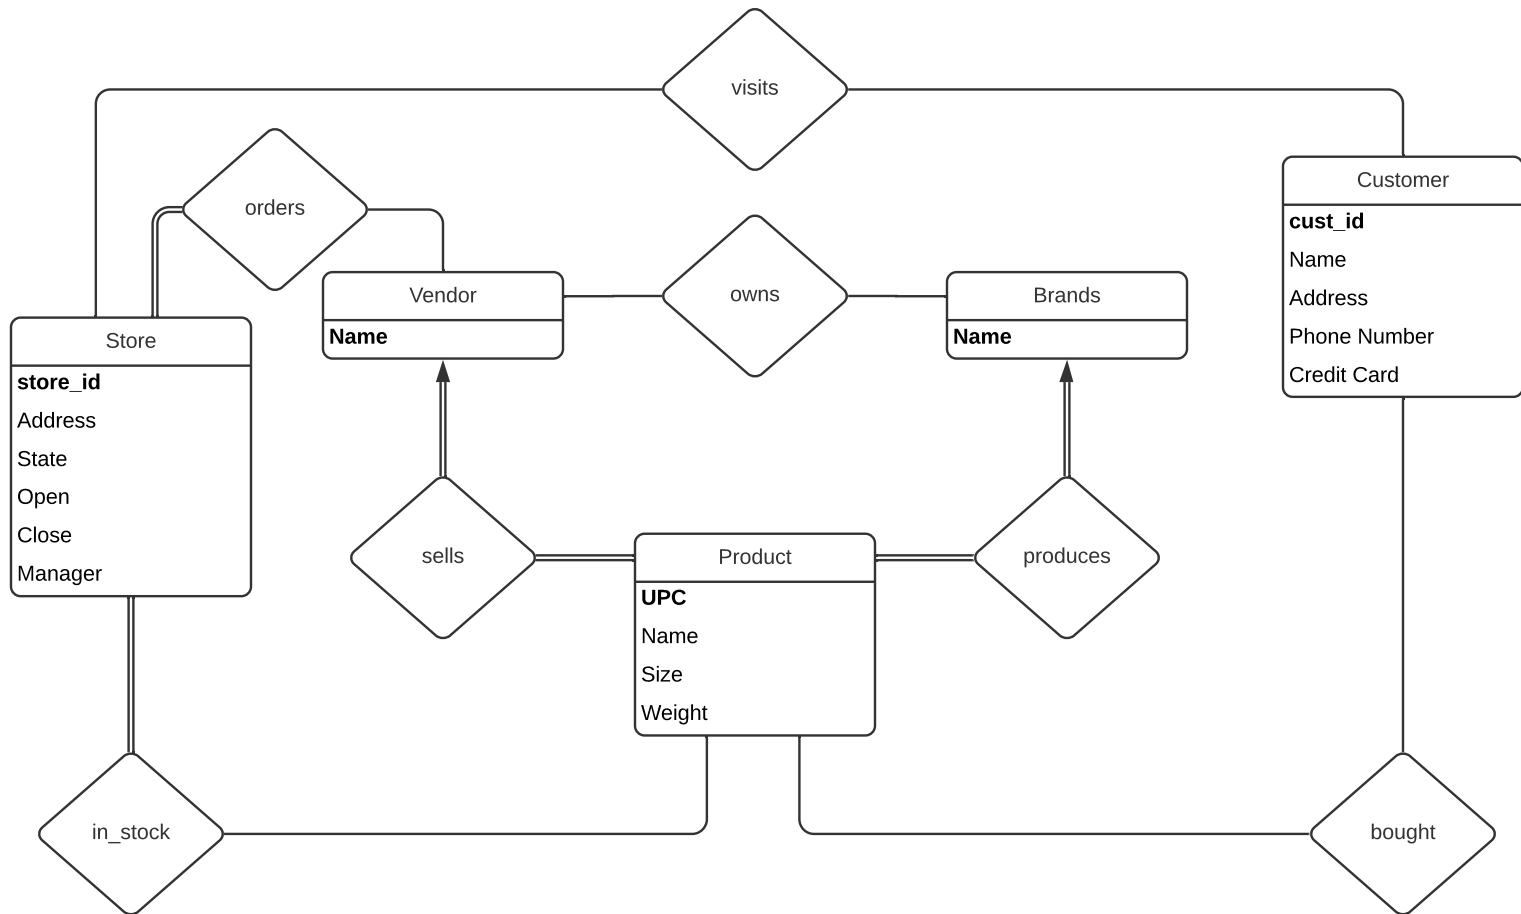 visits
orders
owns
Customer
cust_id
Name
Address
Phone Number
Credit Card
Vendor
Name
Brands
Name
Store
store_id
Address
State
Open
Close
Manager
sells
Product
UPC
Name
Size
Weight
produces
in_stock
bought